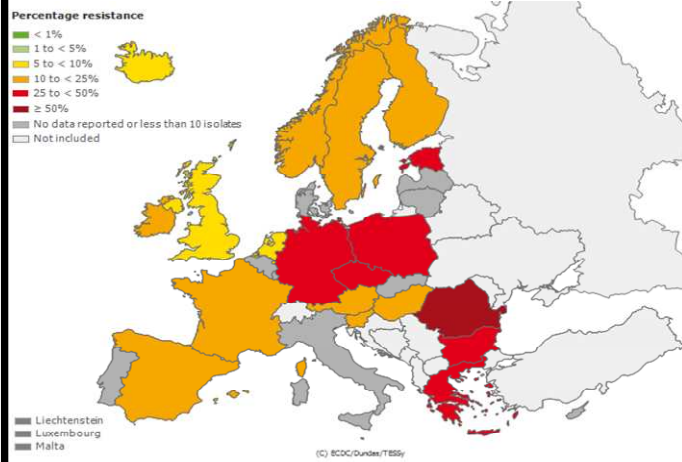 Percentage resistance
< 1%
1 to < 5%
5 to < 10%
10 to < 25%
25 to < 50%
≥ 50%
No data reported or less than 10 isolates
Not included
Liechtenstein
Luxembourg
Malta
(C) ECDC/Dundas/TESSy